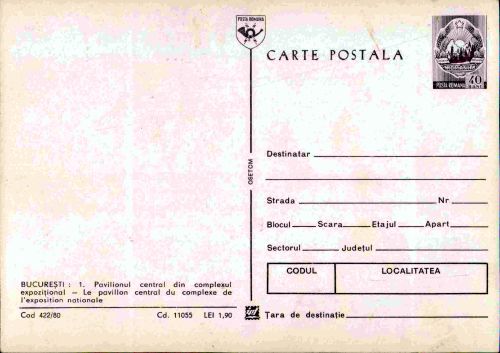 POSTA ROMANA
CARTE POSTALA
POSTA ROMANA 40
Destinatar
Strada Nr
Blocul Scara Etajul Apart
Sectorul Județul
CODUL LOCALITATEA
Țara de destinație
OSETOM
BUCUREȘTI : 1. Pavilionul central din complexul
expozițional – Le pavillon central du complexe de
l'exposition nationale
Cod 422/80 Cd. 11055 LEI 1,90